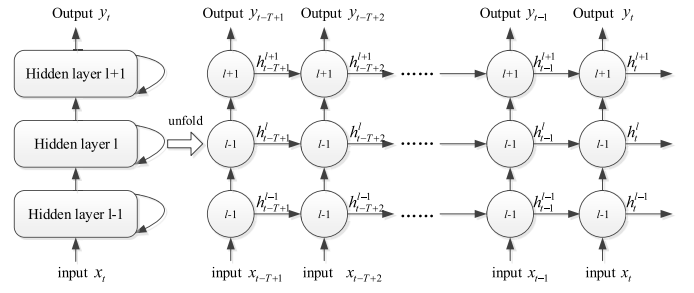 Output y_t Output y_{t-T+1} Output y_{t-T+2} Output y_{t-1} Output y_t
Hidden layer l+1 l+1 h^{l+1}_{t-T+1} l+1 h^{l+1}_{t-T+2} ...... l+1 h^{l+1}_{t-1} l+1 h^{l+1}_t
unfold
Hidden layer l l-1 h^l_{t-T+1} l-1 h^l_{t-T+2} ...... l-1 h^l_{t-1} l-1 h^l_t
Hidden layer l-1 l-1 h^{l-1}_{t-T+1} l-1 h^{l-1}_{t-T+2} ...... l-1 h^{l-1}_{t-1} l-1 h^{l-1}_t
input x_t input x_{t-T+1} input x_{t-T+2} input x_{t-1} input x_t